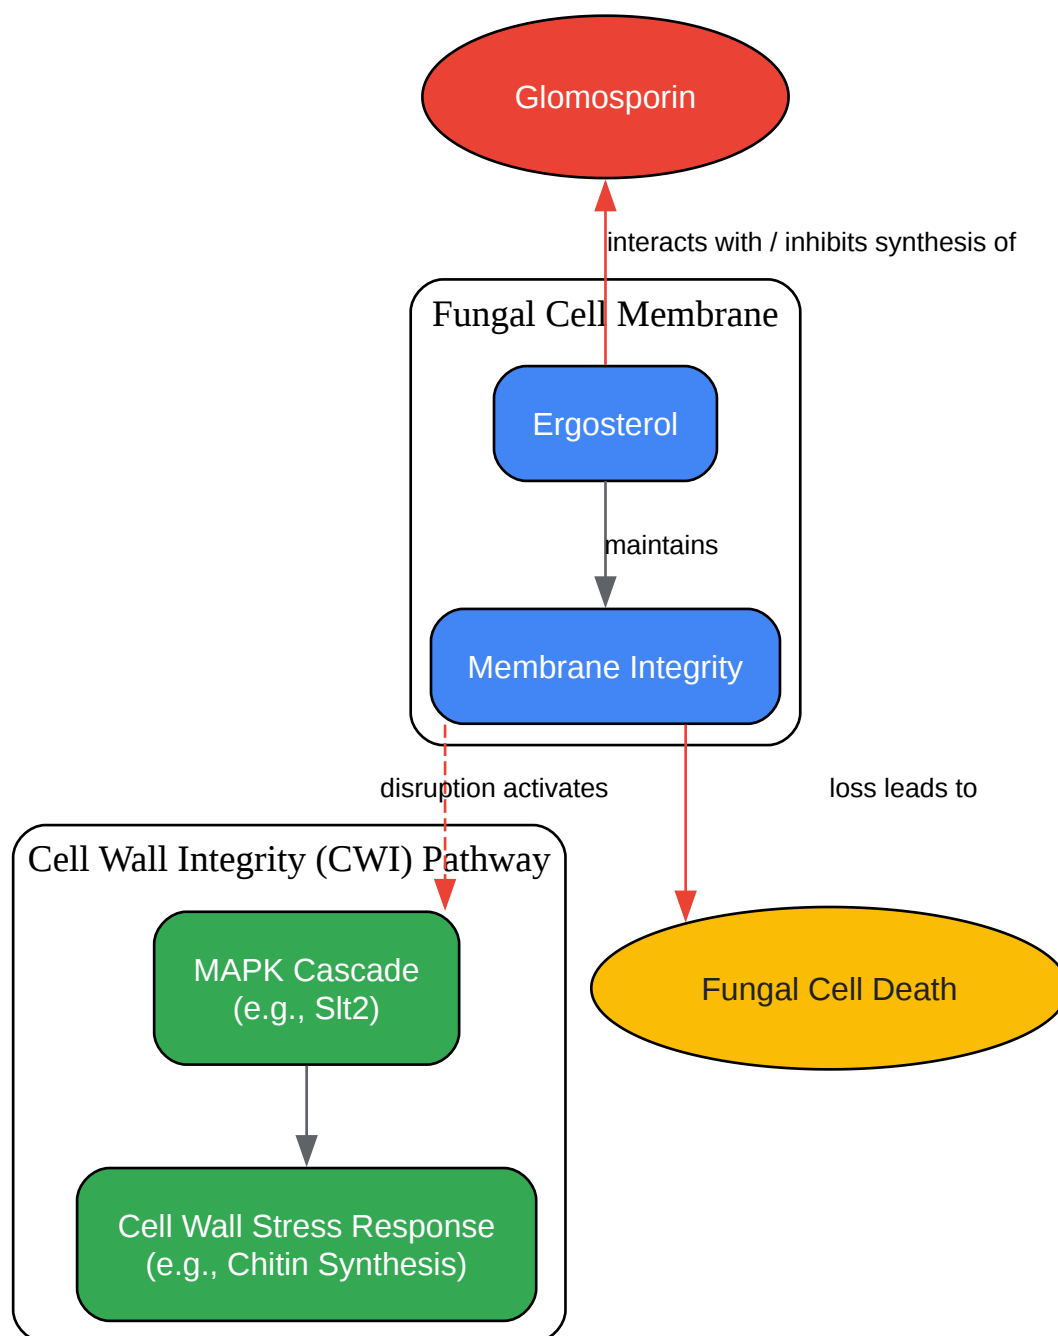 Glomosporin
interacts with / inhibits synthesis of
Fungal Cell Membrane
Ergosterol
maintains
Membrane Integrity
disruption activates
loss leads to
Cell Wall Integrity (CWI) Pathway
MAPK Cascade
(e.g., Slt2)
Fungal Cell Death
Cell Wall Stress Response
(e.g., Chitin Synthesis)